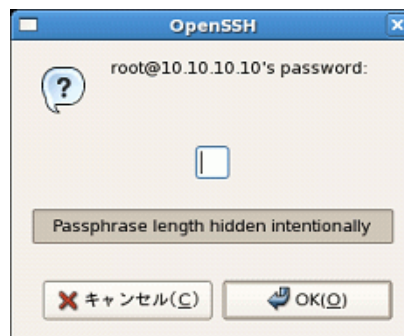 OpenSSH
root@10.10.10.10's password:
Passphrase length hidden intentionally
キャンセル(C)
OK(O)